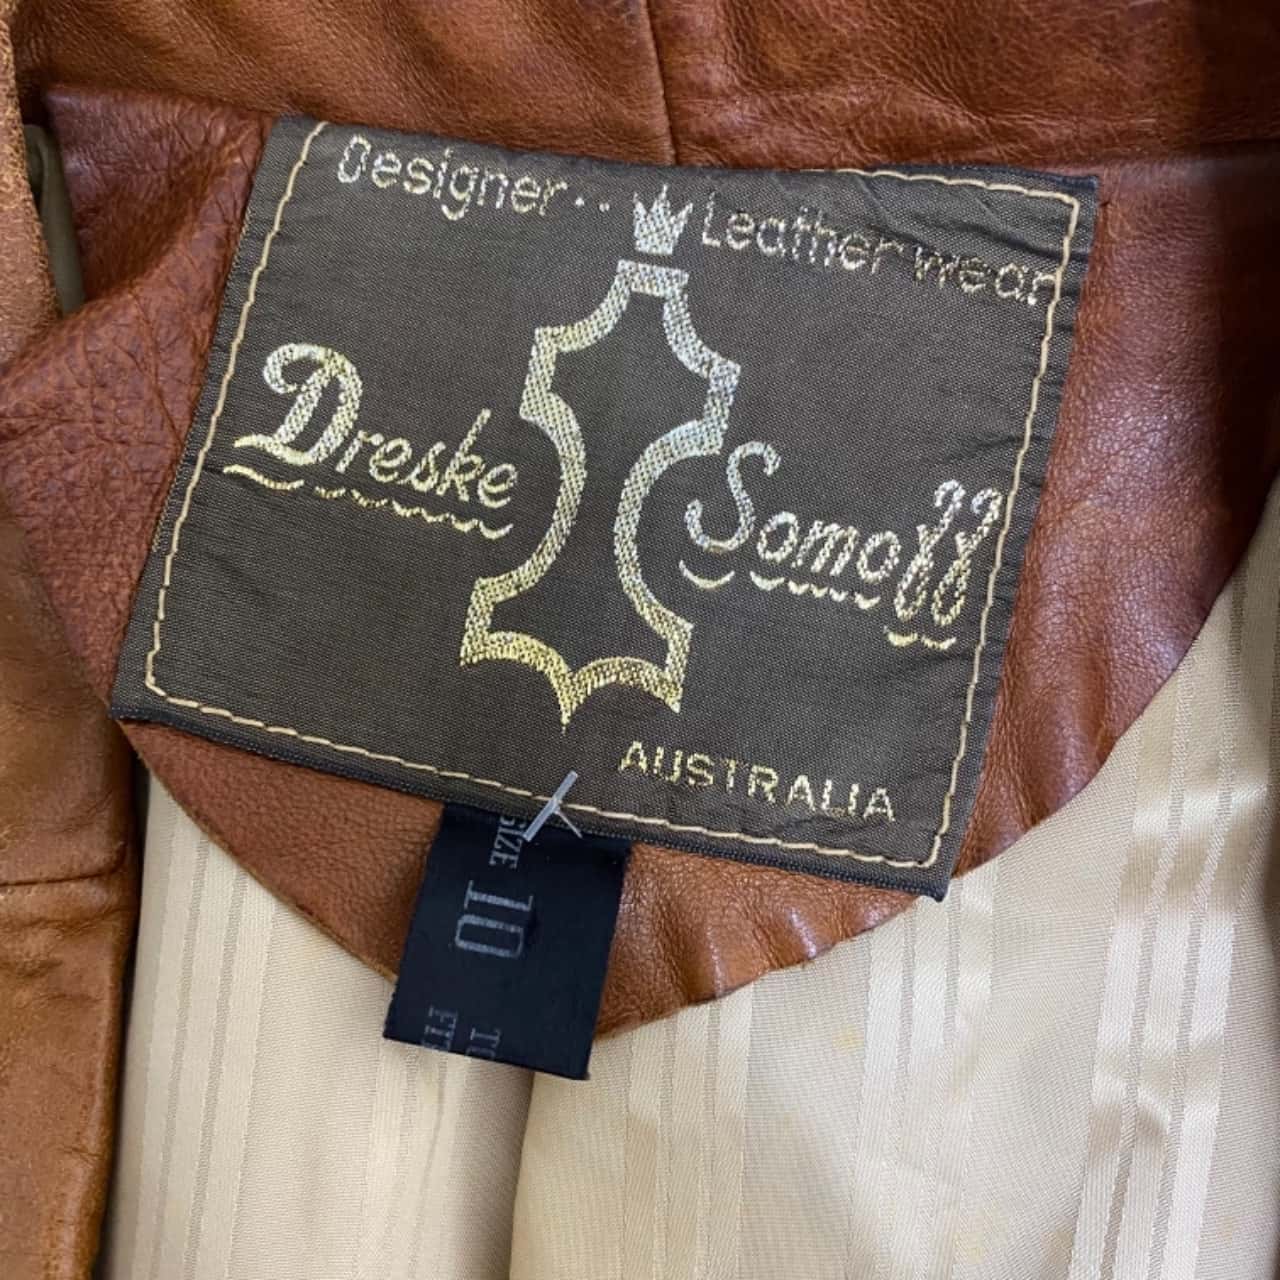 Designer.. Leather wear
Dreske Somoff
AUSTRALIA
SIZE 10